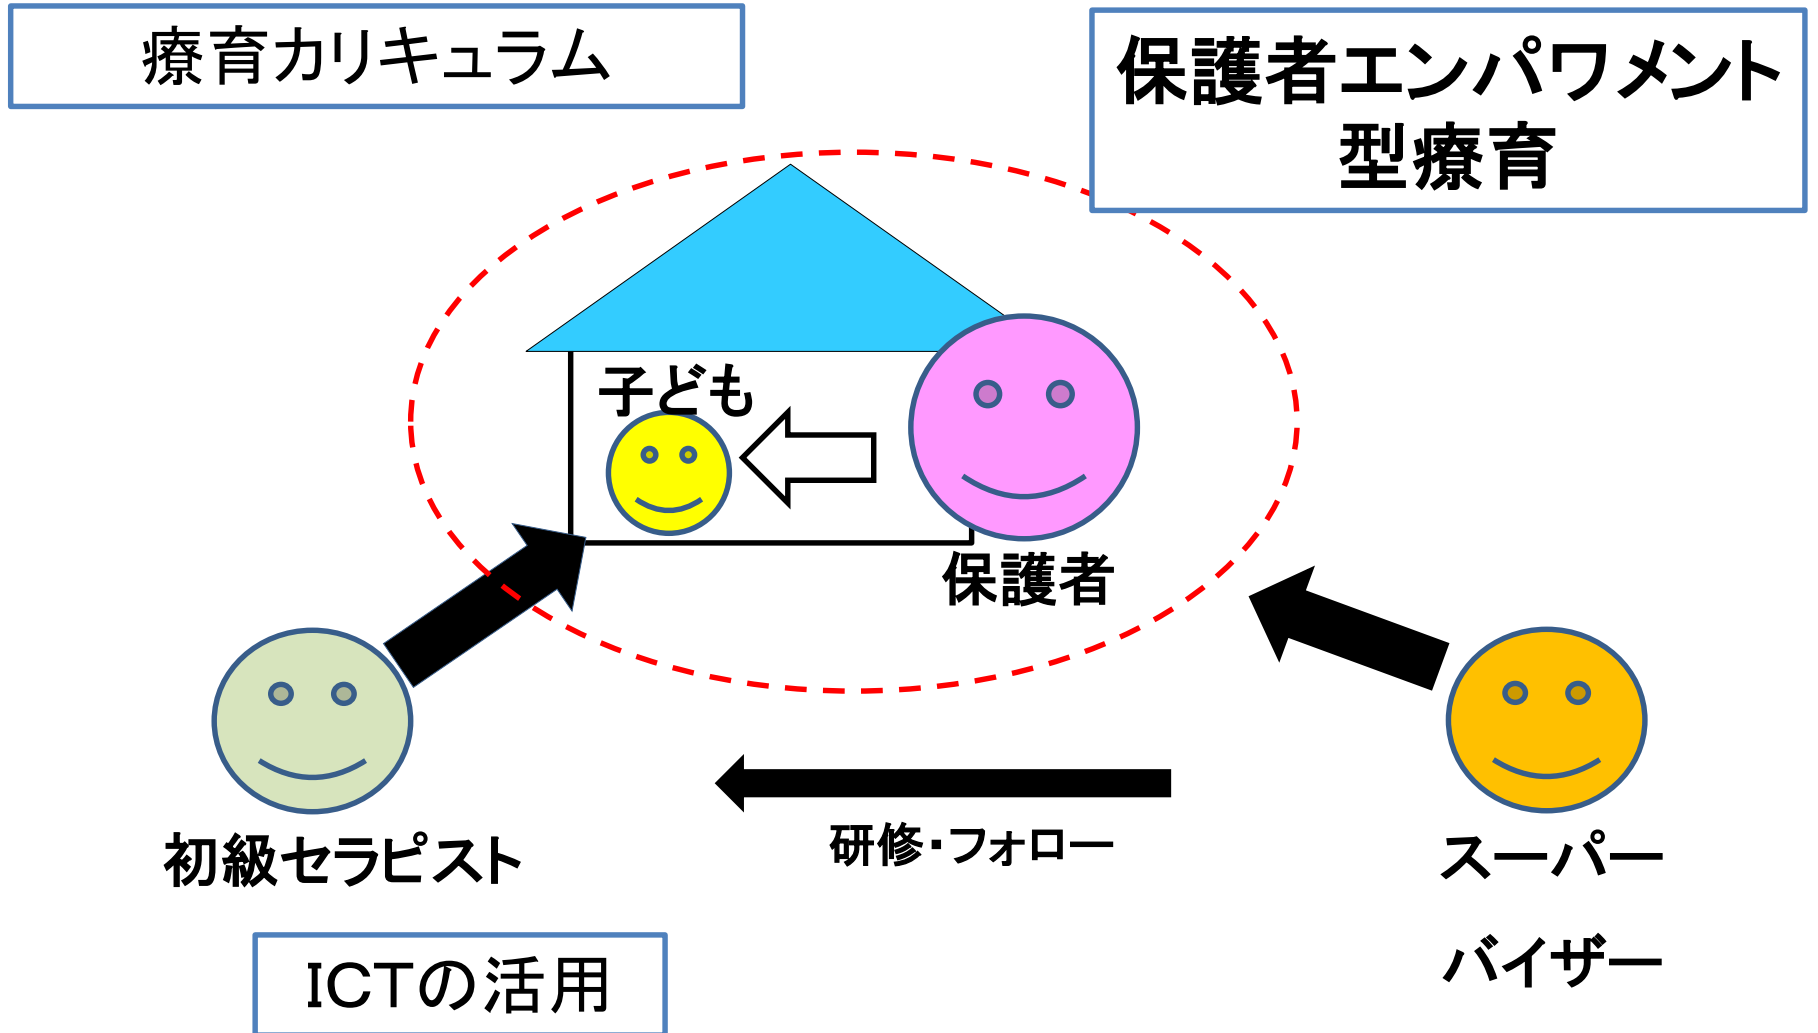 療育カリキュラム
保護者エンパワメント
型療育
子ども
保護者
初級セラピスト
研修・フォロー
スーパー
バイザー
ICTの活用